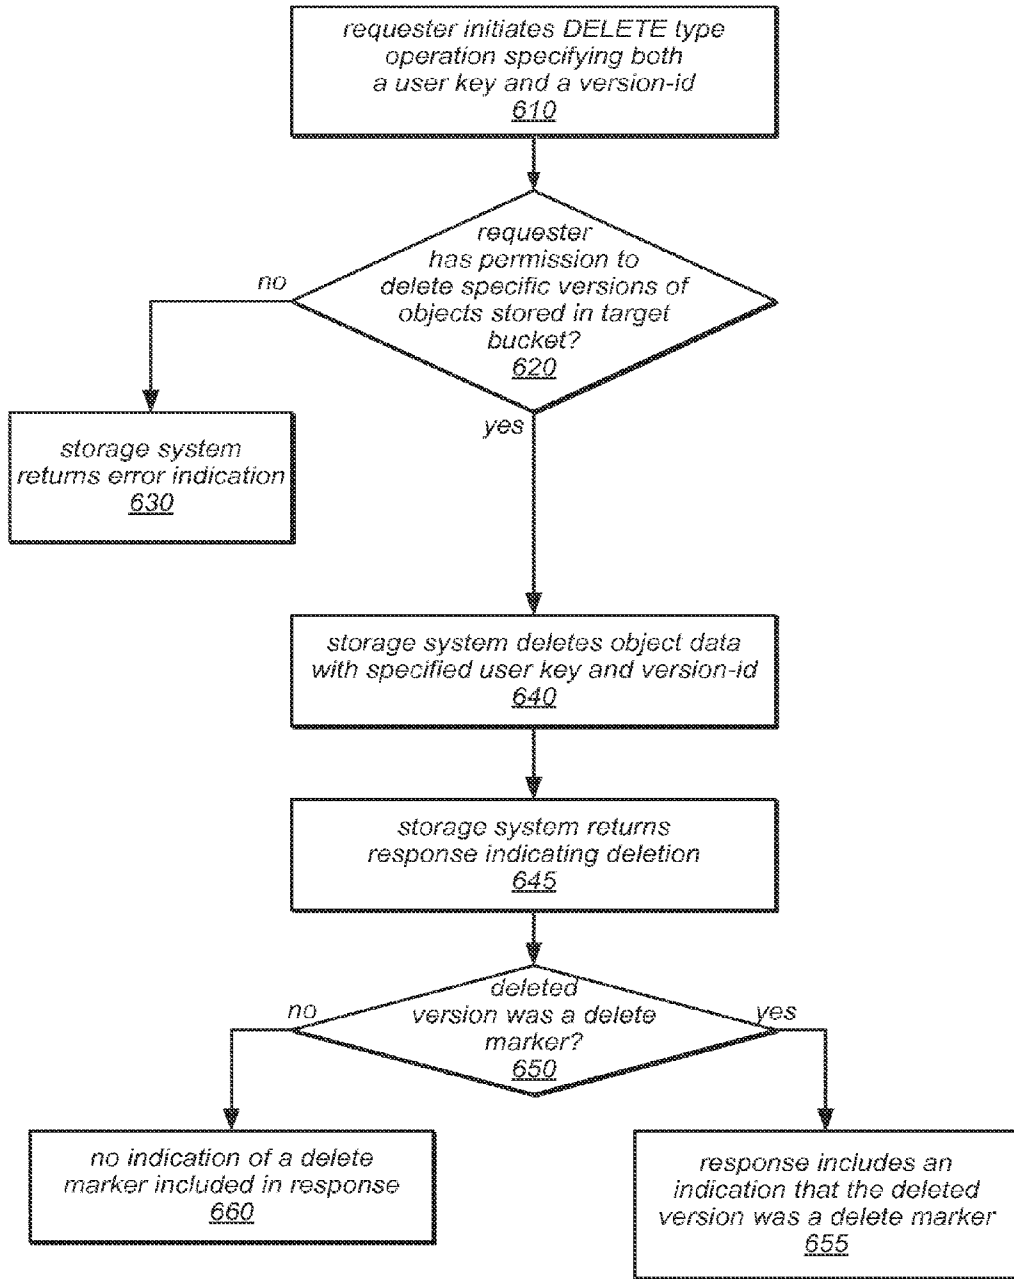 requester initiates DELETE type
operation specifying both
a user key and a version-id
610
requester
has permission to
delete specific versions of
objects stored in target
bucket?
620
no
yes
storage system
returns error indication
630
storage system deletes object data
with specified user key and version-id
640
storage system returns
response indicating deletion
645
deleted
version was a delete
marker?
650
no
yes
no indication of a delete
marker included in response
660
response includes an
indication that the deleted
version was a delete marker
655